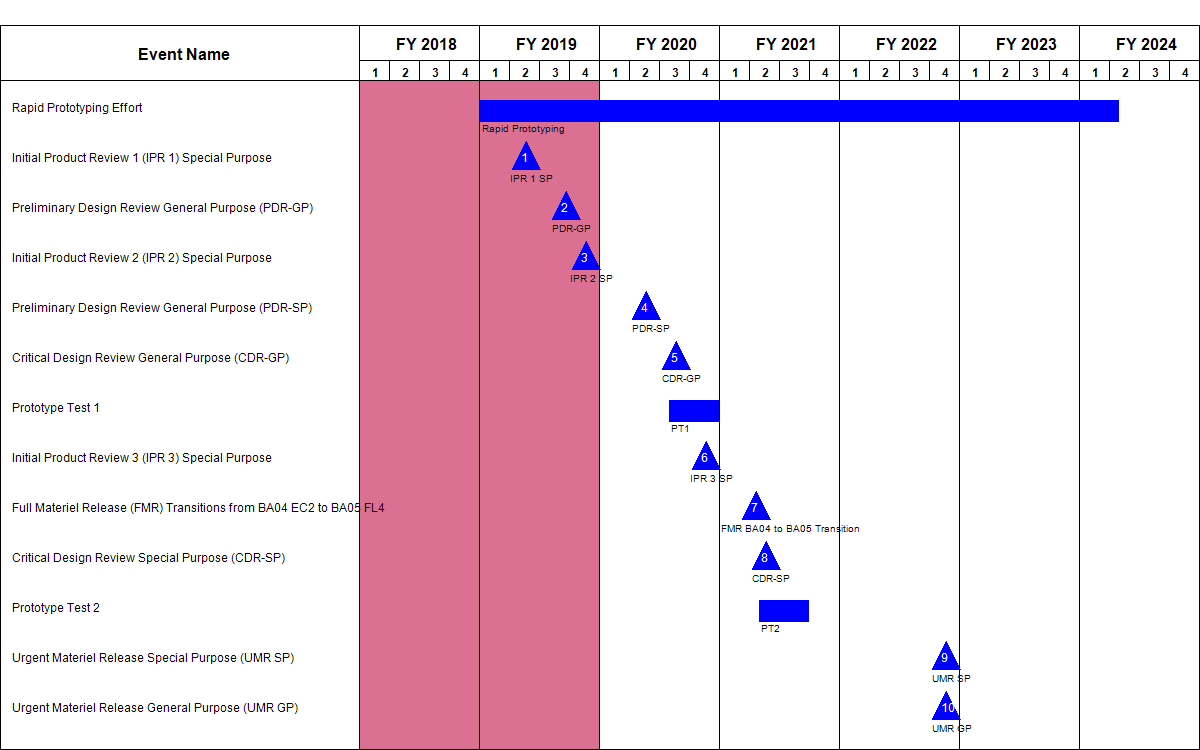 Event Name FY 2018 FY 2019 FY 2020 FY 2021 FY 2022 FY 2023 FY 2024
1 2 3 4 1 2 3 4 1 2 3 4 1 2 3 4 1 2 3 4 1 2 3 4 1 2 3 4
Rapid Prototyping Effort
Rapid Prototyping
Initial Product Review 1 (IPR 1) Special Purpose 1
IPR 1 SP
Preliminary Design Review General Purpose (PDR-GP) 2
PDR-GP
Initial Product Review 2 (IPR 2) Special Purpose 3
IPR 2 SP
Preliminary Design Review General Purpose (PDR-SP) 4
PDR-SP
Critical Design Review General Purpose (CDR-GP) 5
CDR-GP
Prototype Test 1
PT1
Initial Product Review 3 (IPR 3) Special Purpose 6
IPR 3 SP
Full Materiel Release (FMR) Transitions from BA04 EC2 to BA05 FL4 7
FMR BA04 to BA05 Transition
Critical Design Review Special Purpose (CDR-SP) 8
CDR-SP
Prototype Test 2
PT2
Urgent Materiel Release Special Purpose (UMR SP) 9
UMR SP
Urgent Materiel Release General Purpose (UMR GP) 10
UMR GP